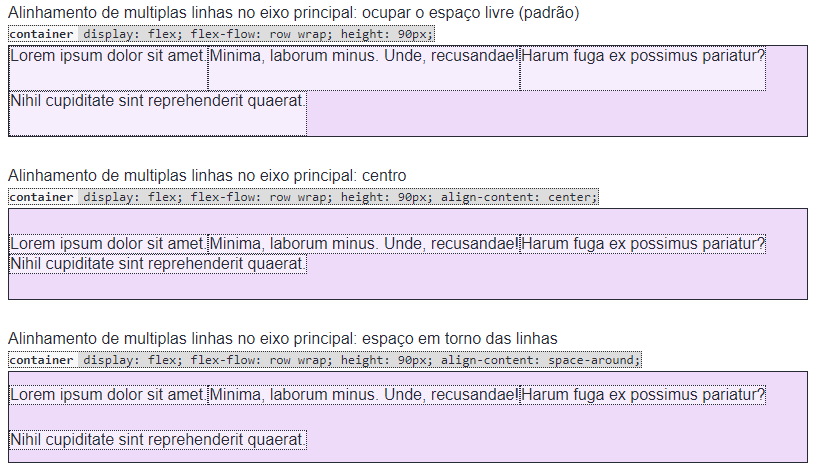 Alinhamento de multiplas linhas no eixo principal: ocupar o espaço livre (padrão)
container display: flex; flex-flow: row wrap; height: 90px;
Lorem ipsum dolor sit amet. Minima, laborum minus. Unde, recusandae! Harum fuga ex possimus pariatur?
Nihil cupiditate sint reprehenderit quaerat.
Alinhamento de multiplas linhas no eixo principal: centro
container display: flex; flex-flow: row wrap; height: 90px; align-content: center;
Lorem ipsum dolor sit amet. Minima, laborum minus. Unde, recusandae! Harum fuga ex possimus pariatur?
Nihil cupiditate sint reprehenderit quaerat.
Alinhamento de multiplas linhas no eixo principal: espaço em torno das linhas
container display: flex; flex-flow: row wrap; height: 90px; align-content: space-around;
Lorem ipsum dolor sit amet. Minima, laborum minus. Unde, recusandae! Harum fuga ex possimus pariatur?
Nihil cupiditate sint reprehenderit quaerat.